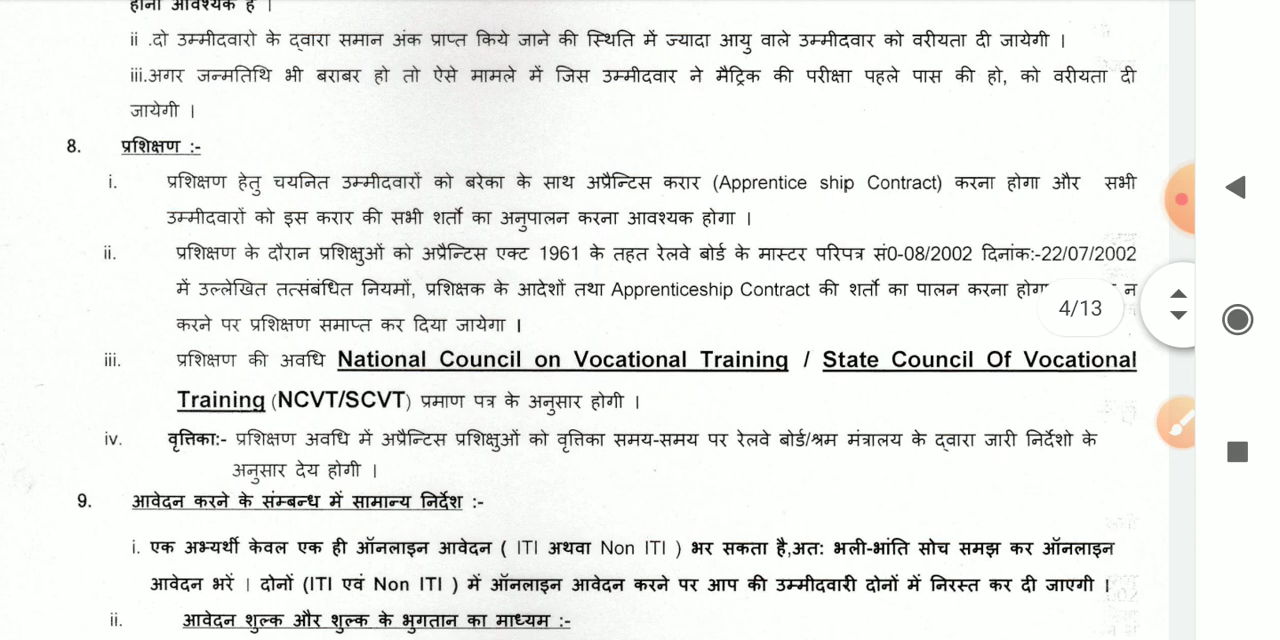 होना आवश्यक है ।
ii .दो उम्मीदवारो के द्वारा समान अंक प्राप्त किये जाने की स्थिति में ज्यादा आयु वाले उम्मीदवार को वरीयता दी जायेगी ।
iii.अगर जन्मतिथि भी बराबर हो तो ऐसे मामले में जिस उम्मीदवार ने मैट्रिक की परीक्षा पहले पास की हो, को वरीयता दी
जायेगी ।
8. प्रशिक्षण :-
i. प्रशिक्षण हेतु चयनित उम्मीदवारों को बरेका के साथ अप्रैन्टिस करार (Apprentice ship Contract) करना होगा और सभी
उम्मीदवारों को इस करार की सभी शर्तो का अनुपालन करना आवश्यक होगा ।
ii. प्रशिक्षण के दौरान प्रशिक्षुओं को अप्रैन्टिस एक्ट 1961 के तहत रेलवे बोर्ड के मास्टर परिपत्र सं0-08/2002 दिनांक:-22/07/2002
में उल्लेखित तत्संबंधित नियमों, प्रशिक्षक के आदेशों तथा Apprenticeship Contract की शर्तो का पालन करना न
4/13
करने पर प्रशिक्षण समाप्त कर दिया जायेगा ।
iii. प्रशिक्षण की अवधि National Council on Vocational Training / State Council Of Vocational
Training (NCVT/SCVT) प्रमाण पत्र के अनुसार होगी ।
iv. वृत्तिका:- प्रशिक्षण अवधि में अप्रैन्टिस प्रशिक्षुओं को वृत्तिका समय-समय पर रेलवे बोर्ड/श्रम मंत्रालय के द्वारा जारी निर्देशो के
अनुसार देय होगी ।
9. आवेदन करने के संम्बन्ध में सामान्य निर्देश :-
i. एक अभ्यर्थी केवल एक ही ऑनलाइन आवेदन ( ITI अथवा Non ITI ) भर सकता है,अत: भली-भांति सोच समझ कर ऑनलाइन
आवेदन भरें । दोनों (ITI एवं Non ITI ) में ऑनलाइन आवेदन करने पर आप की उम्मीदवारी दोनों में निरस्त कर दी जाएगी ।
ii. आवेदन शुल्क और शुल्क के भुगतान का माध्यम :-